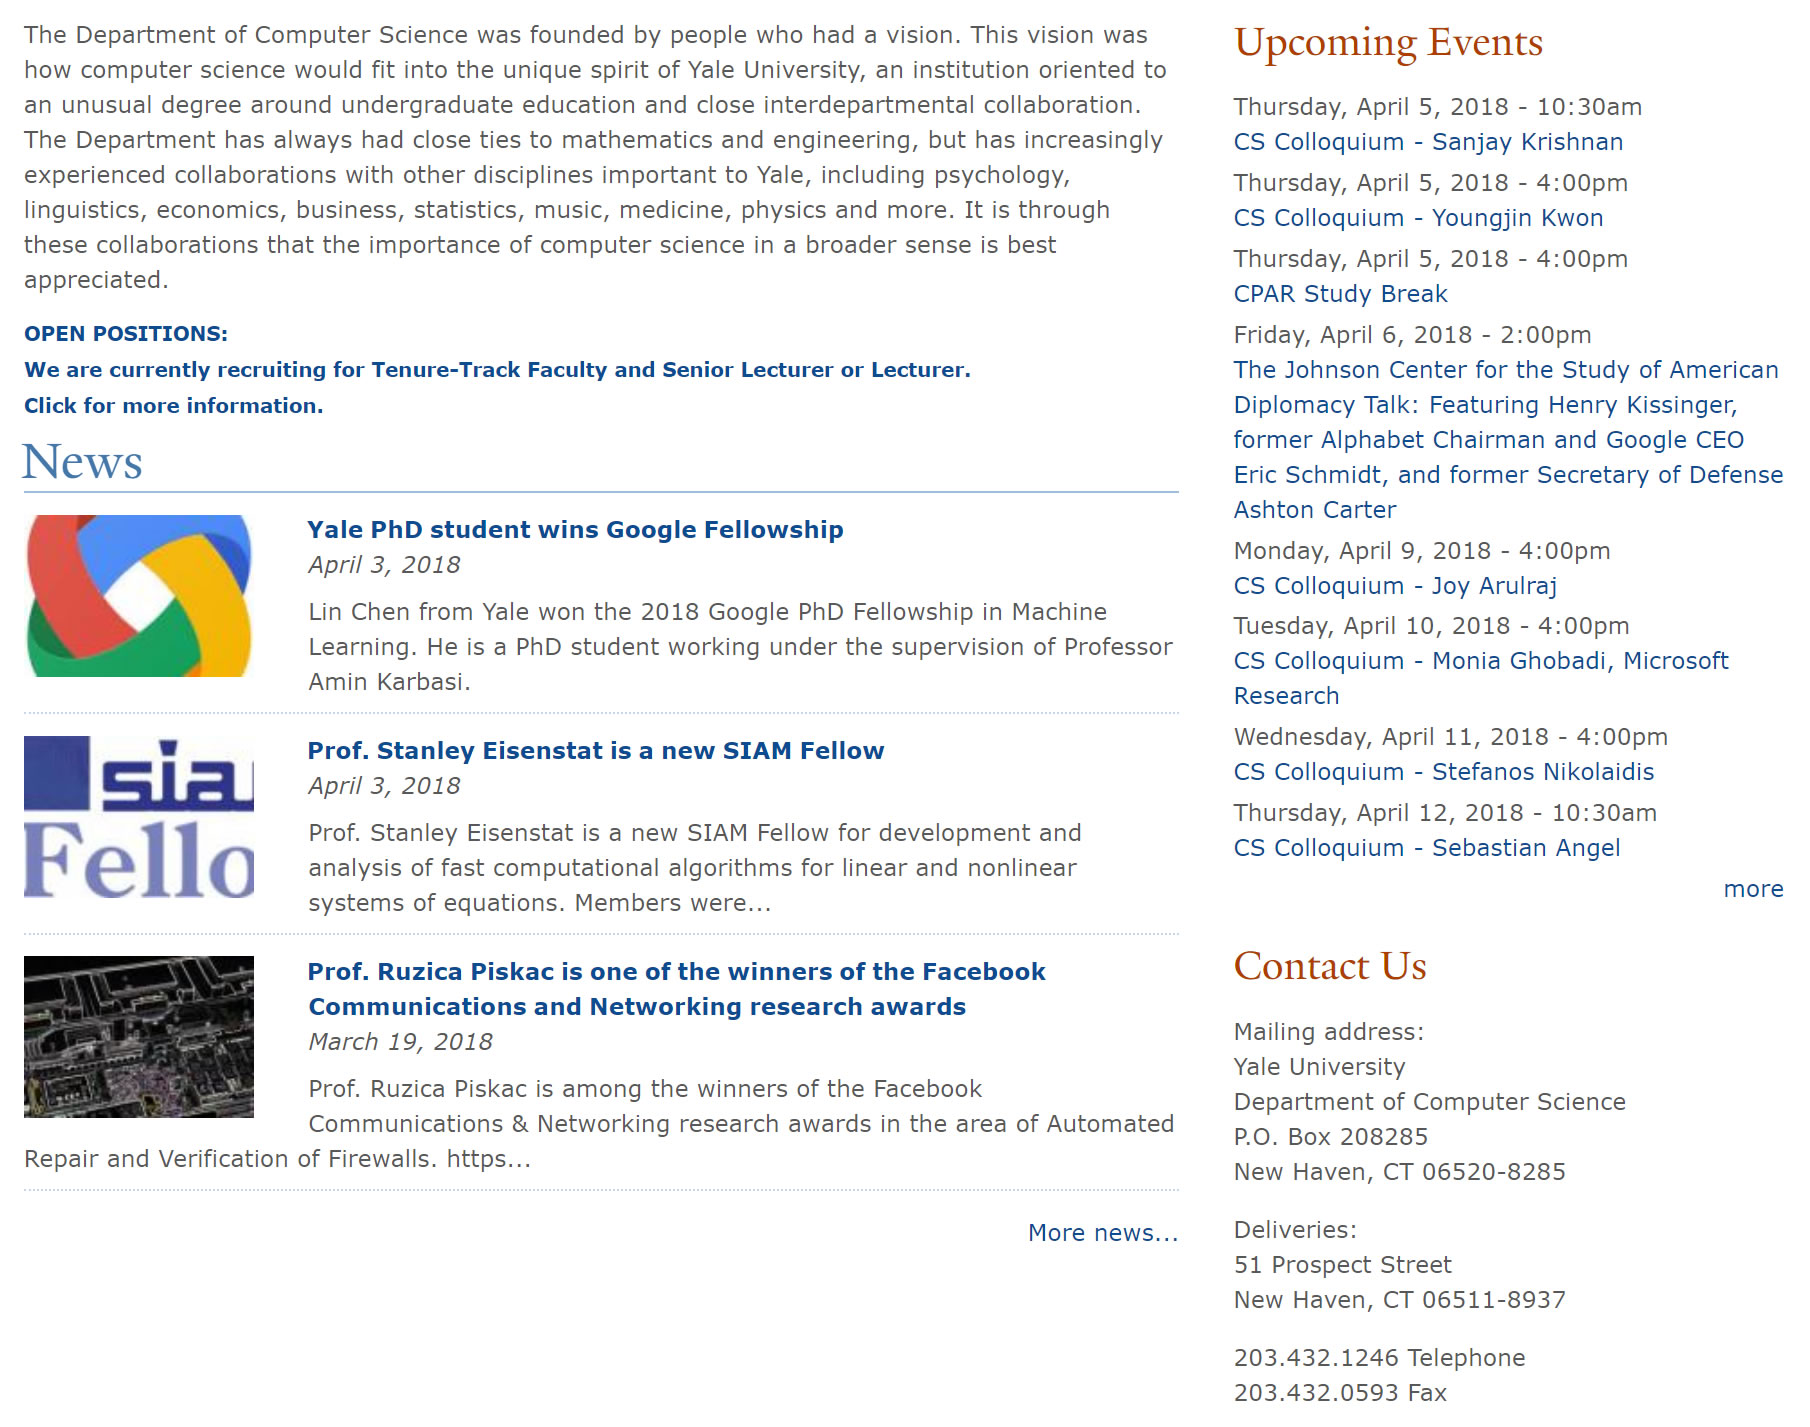 The Department of Computer Science was founded by people who had a vision. This vision was
how computer science would fit into the unique spirit of Yale University, an institution oriented to
an unusual degree around undergraduate education and close interdepartmental collaboration.
The Department has always had close ties to mathematics and engineering, but has increasingly
experienced collaborations with other disciplines important to Yale, including psychology,
linguistics, economics, business, statistics, music, medicine, physics and more. It is through
these collaborations that the importance of computer science in a broader sense is best
appreciated.
OPEN POSITIONS:
We are currently recruiting for Tenure-Track Faculty and Senior Lecturer or Lecturer.
Click for more information.
News
Yale PhD student wins Google Fellowship
April 3, 2018
Lin Chen from Yale won the 2018 Google PhD Fellowship in Machine
Learning. He is a PhD student working under the supervision of Professor
Amin Karbasi.
sia
Fello
Prof. Stanley Eisenstat is a new SIAM Fellow
April 3, 2018
Prof. Stanley Eisenstat is a new SIAM Fellow for development and
analysis of fast computational algorithms for linear and nonlinear
systems of equations. Members were...
Prof. Ruzica Piskac is one of the winners of the Facebook
Communications and Networking research awards
March 19, 2018
Prof. Ruzica Piskac is among the winners of the Facebook
Communications & Networking research awards in the area of Automated
Repair and Verification of Firewalls. https...
More news...
Upcoming Events
Thursday, April 5, 2018 - 10:30am
CS Colloquium - Sanjay Krishnan
Thursday, April 5, 2018 - 4:00pm
CS Colloquium - Youngjin Kwon
Thursday, April 5, 2018 - 4:00pm
CPAR Study Break
Friday, April 6, 2018 - 2:00pm
The Johnson Center for the Study of American
Diplomacy Talk: Featuring Henry Kissinger,
former Alphabet Chairman and Google CEO
Eric Schmidt, and former Secretary of Defense
Ashton Carter
Monday, April 9, 2018 - 4:00pm
CS Colloquium - Joy Arulraj
Tuesday, April 10, 2018 - 4:00pm
CS Colloquium - Monia Ghobadi, Microsoft
Research
Wednesday, April 11, 2018 - 4:00pm
CS Colloquium - Stefanos Nikolaidis
Thursday, April 12, 2018 - 10:30am
CS Colloquium - Sebastian Angel
more
Contact Us
Mailing address:
Yale University
Department of Computer Science
P.O. Box 208285
New Haven, CT 06520-8285
Deliveries:
51 Prospect Street
New Haven, CT 06511-8937
203.432.1246 Telephone
203.432.0593 Fax